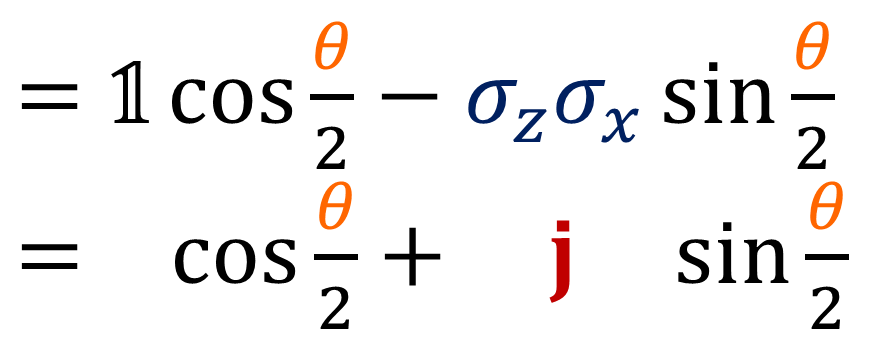 = 𝟙 cos θ/2 − σ_z σ_x sin θ/2
= cos θ/2 + j sin θ/2